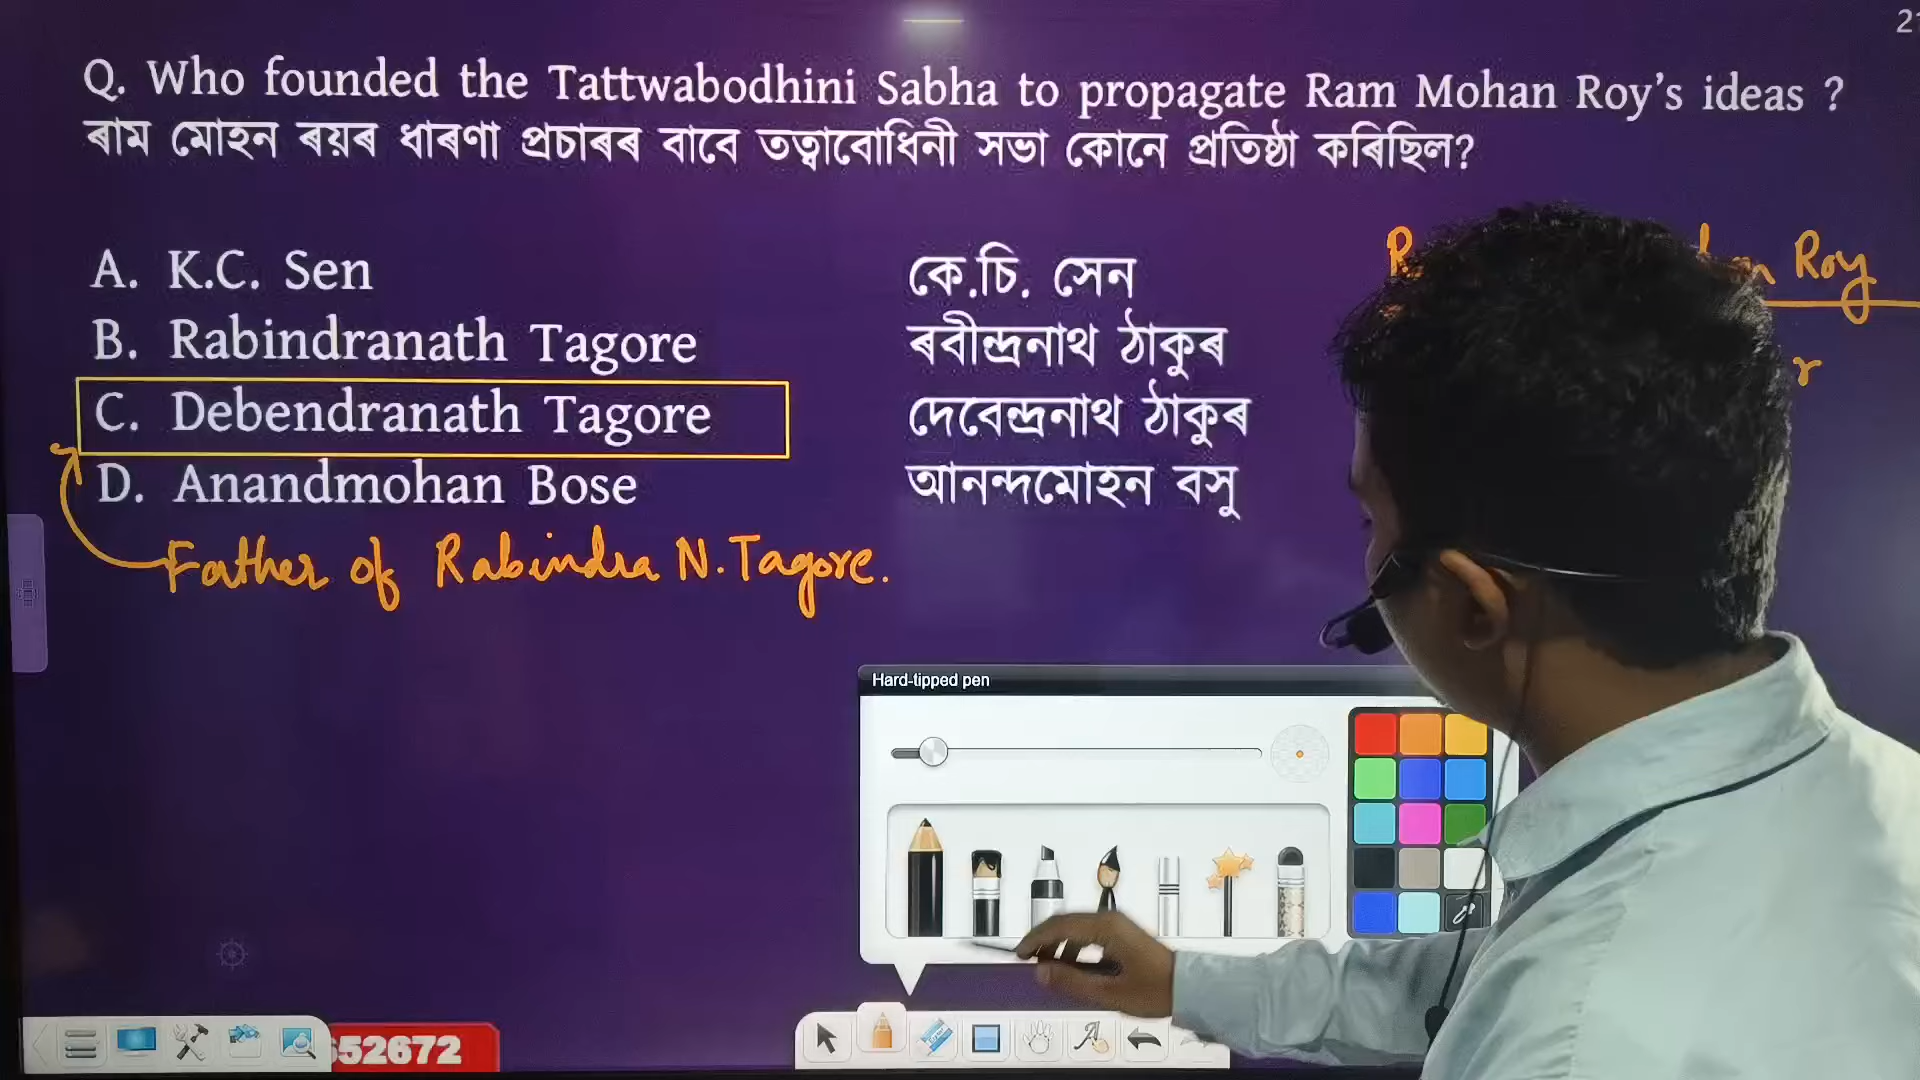 Q. Who founded the Tattwabodhini Sabha to propagate Ram Mohan Roy's ideas ?
ৰাম মোহন ৰয়ৰ ধাৰণা প্ৰচাৰৰ বাবে তত্বাবোধিনী সভা কোনে প্ৰতিষ্ঠা কৰিছিল?
A. K.C. Sen
কে.চি. সেন
B. Rabindranath Tagore
ৰবীন্দ্ৰনাথ ঠাকুৰ
C. Debendranath Tagore
দেবেন্দ্ৰনাথ ঠাকুৰ
D. Anandmohan Bose
আনন্দমোহন বসু
Roy
Father of Rabindra N. Tagore.
Hard-tipped pen
52672